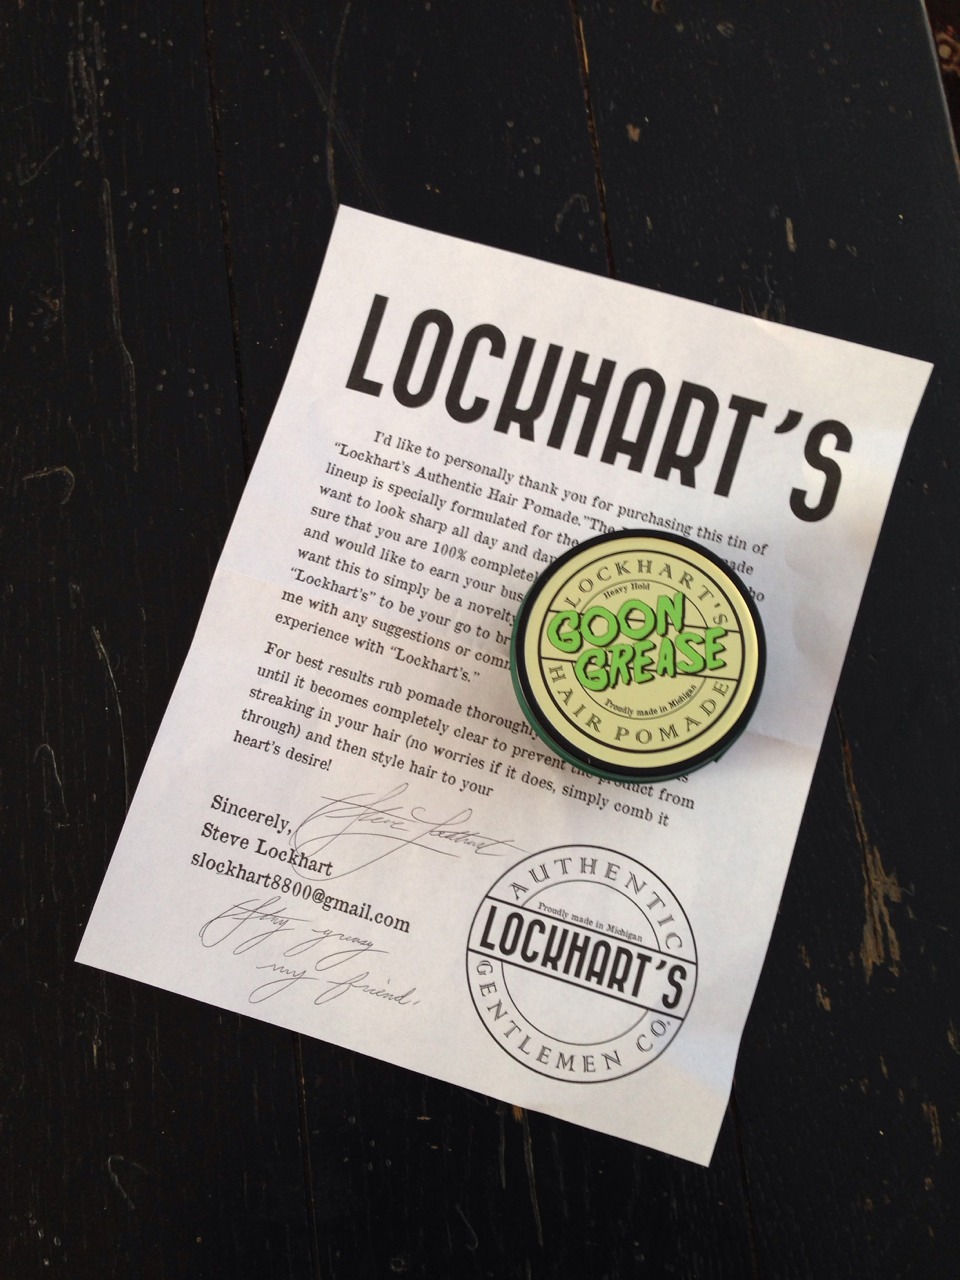 LOCKHART'S
I'd like to personally thank you for purchasing this tin of
"Lockhart's Authentic Hair Pomade." The
lineup is specially formulated for the
want to look sharp all day and
sure that you are 100%
and would like to earn your
want this to simply be a novelty
"Lockhart's" to be your go to
me with any suggestions or
experience with "Lockhart's."
For best results rub pomade thoroughly
until it becomes completely clear to prevent the product from
streaking in your hair (no worries if it does, simply comb it
through) and then style hair to your
heart's desire!
Sincerely,
Steve Lockhart
Steve Lockhart
slockhart8800@gmail.com
Stay greasy
my friend.
LOCKHART'S
Heavy Hold
GOON
GREASE
Proudly made in Michigan
HAIR POMADE
AUTHENTIC
Proudly made in Michigan
LOCKHART'S
GENTLEMEN CO.